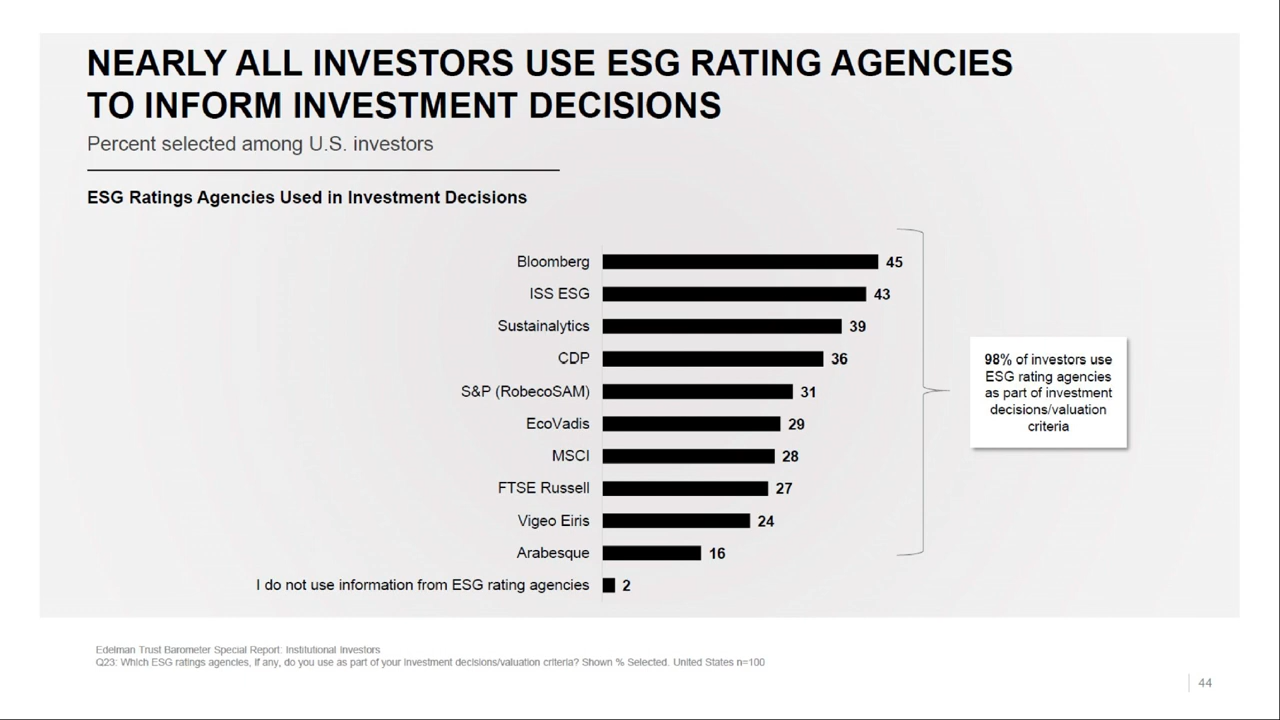 NEARLY ALL INVESTORS USE ESG RATING AGENCIES
TO INFORM INVESTMENT DECISIONS
Percent selected among U.S. investors
ESG Ratings Agencies Used in Investment Decisions
Bloomberg 45
ISS ESG 43
Sustainalytics 39
CDP 36
S&P (RobecoSAM) 31
EcoVadis 29
MSCI 28
FTSE Russell 27
Vigeo Eiris 24
Arabesque 16
I do not use information from ESG rating agencies 2
98% of investors use
ESG rating agencies
as part of investment
decisions/valuation
criteria
Edelman Trust Barometer Special Report: Institutional Investors
Q23: Which ESG ratings agencies, if any, do you use as part of your investment decisions/valuation criteria? Shown % Selected. United States n=100
44